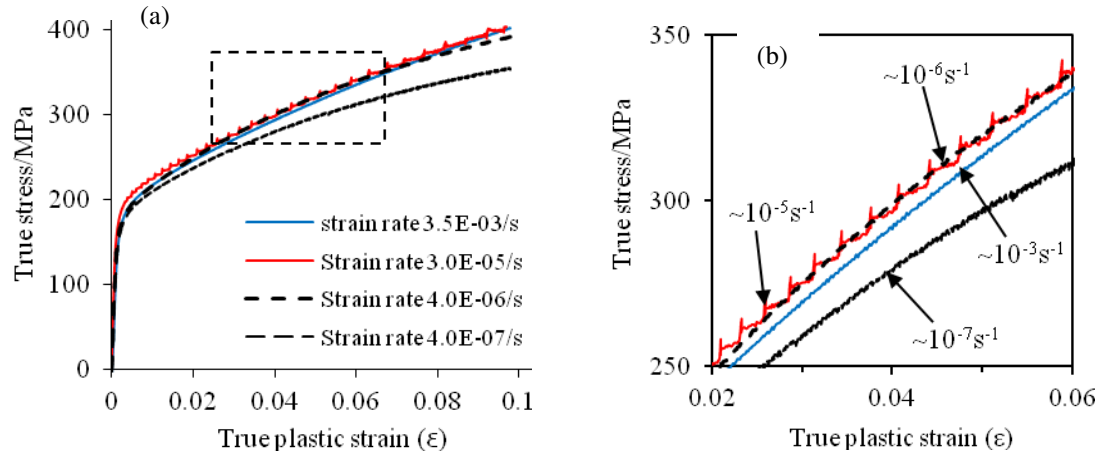 (a)
400
300
200
100
0
True stress/MPa
strain rate 3.5E-03/s
Strain rate 3.0E-05/s
Strain rate 4.0E-06/s
Strain rate 4.0E-07/s
0 0.02 0.04 0.06 0.08 0.1
True plastic strain (ε)
(b)
350
300
250
True stress/MPa
~10⁻⁶s⁻¹
~10⁻⁵s⁻¹
~10⁻³s⁻¹
~10⁻⁷s⁻¹
0.02 0.04 0.06
True plastic strain (ε)